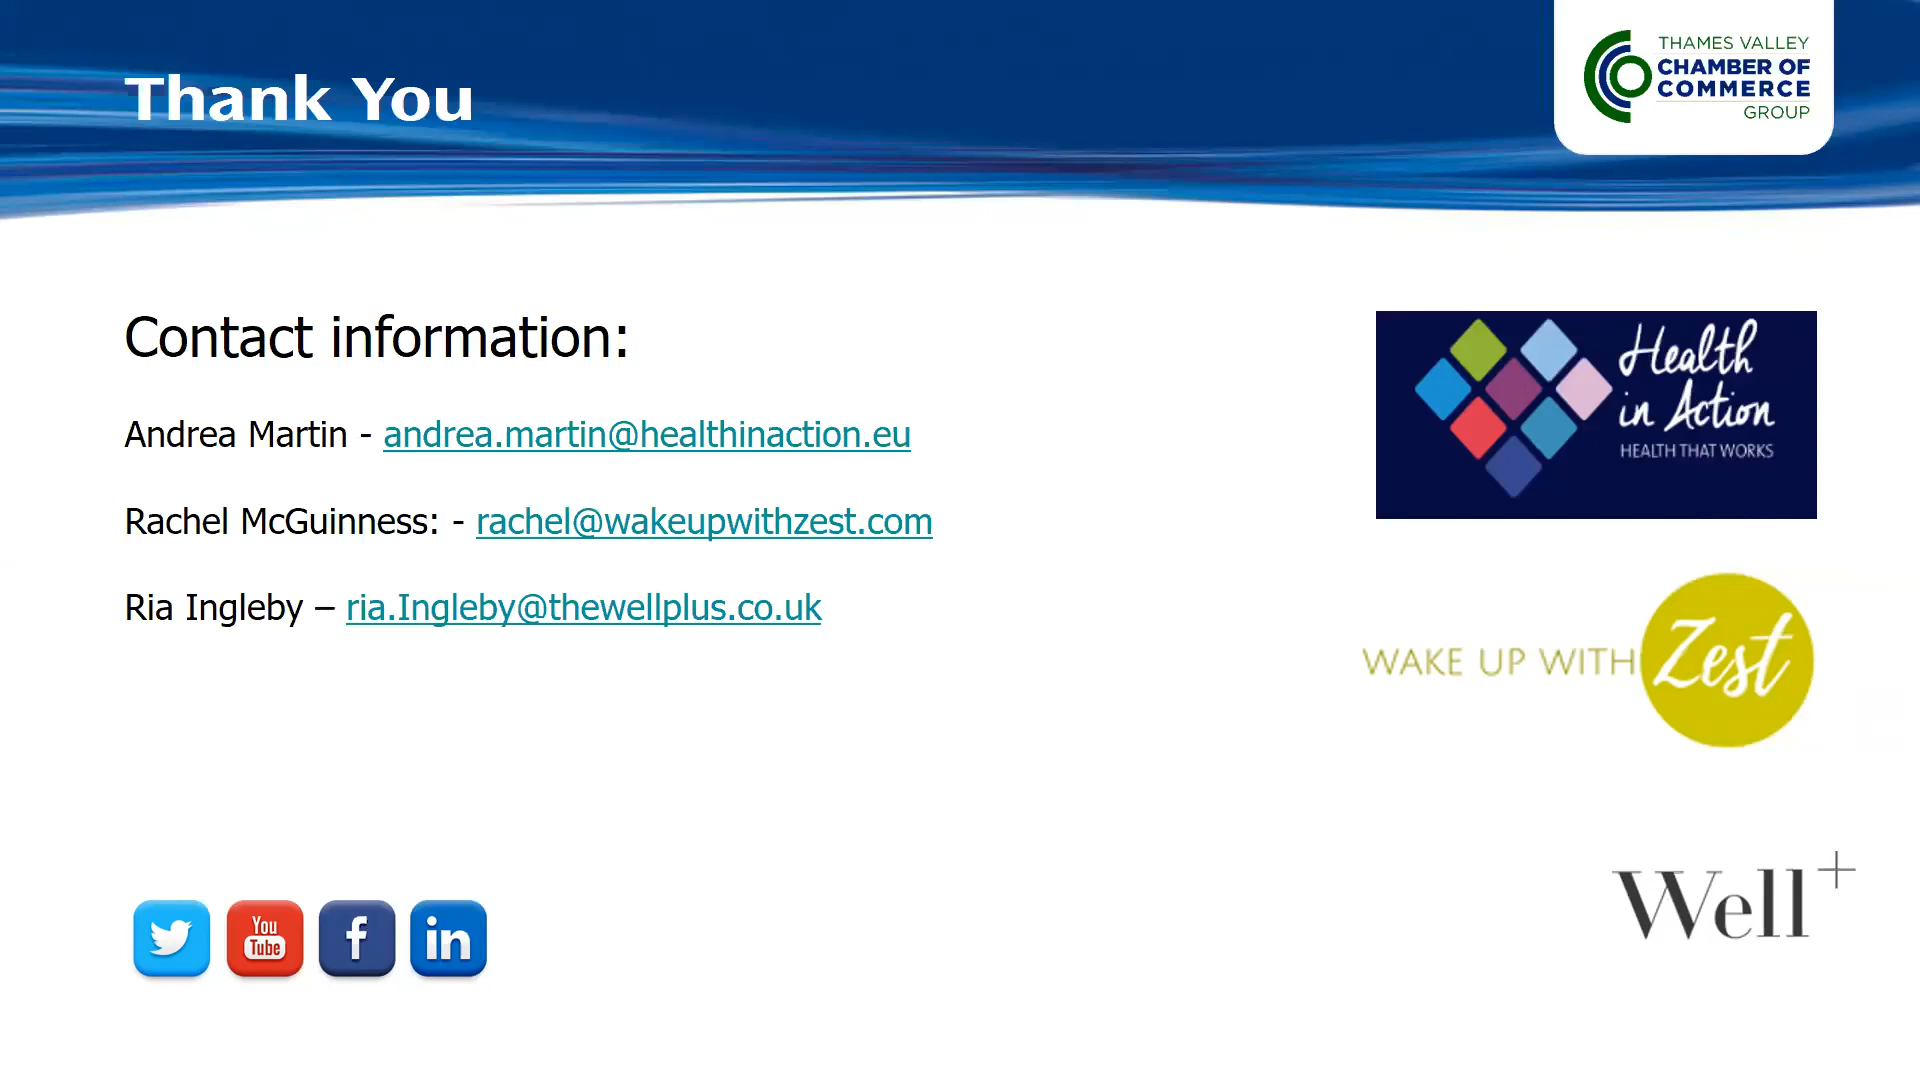 Thank You
THAMES VALLEY
CHAMBER OF
COMMERCE
GROUP
Contact information:
Andrea Martin - andrea.martin@healthinaction.eu
Rachel McGuinness: - rachel@wakeupwithzest.com
Ria Ingleby – ria.Ingleby@thewellplus.co.uk
Health
in Action
HEALTH THAT WORKS
WAKE UP WITH Zest
Well+
You
Tube
f
in